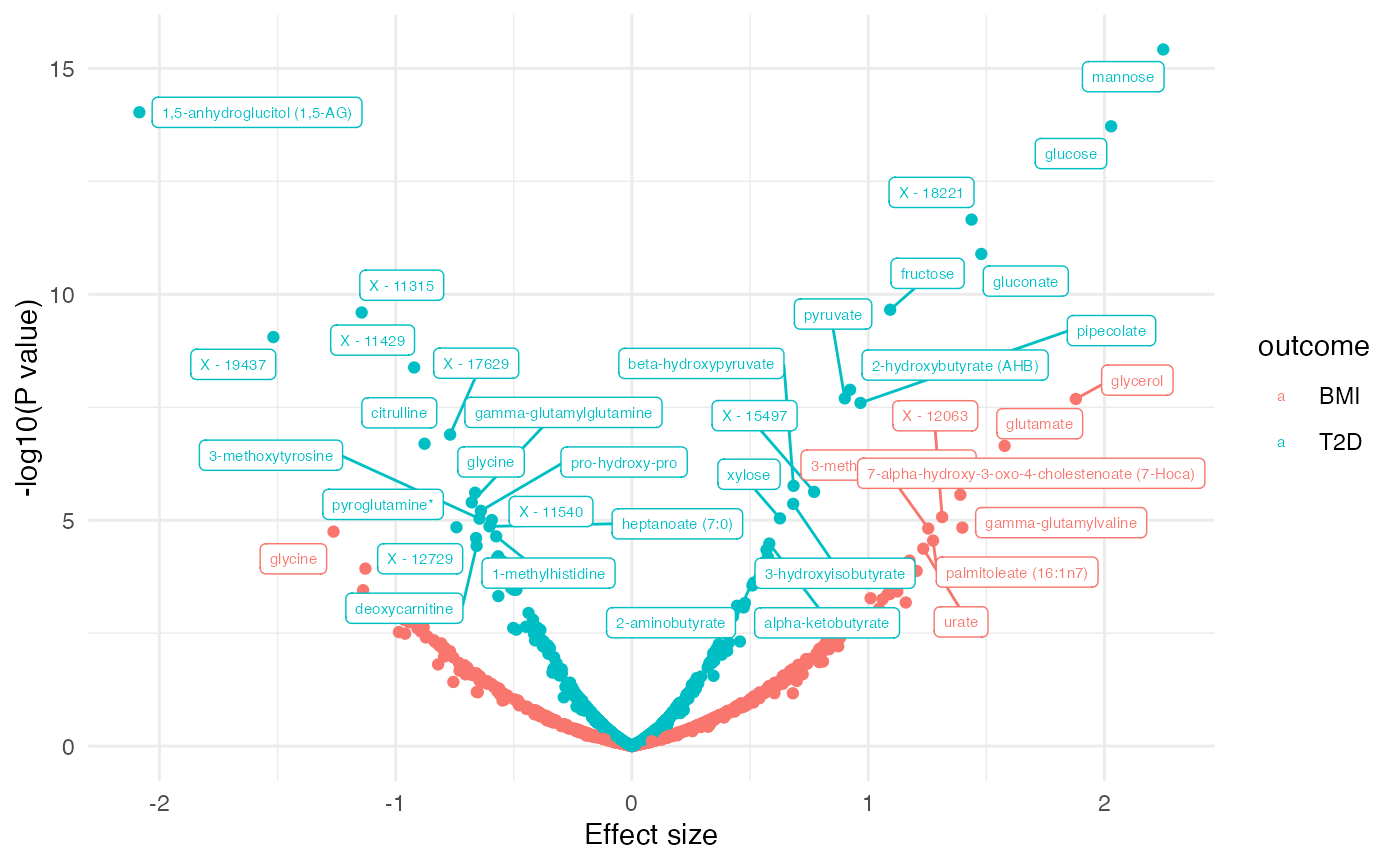 15
mannose
1,5-anhydroglucitol (1,5-AG)
glucose
X - 18221
fructose
gluconate
X - 11315
10
pyruvate
pipecolate
X - 11429
X - 19437
X - 17629
beta-hydroxypyruvate
2-hydroxybutyrate (AHB)
glycerol
citrulline
gamma-glutamylglutamine
X - 15497
X - 12063
glutamate
3-methoxytyrosine
glycine
pro-hydroxy-pro
xylose
3-meth
7-alpha-hydroxy-3-oxo-4-cholestenoate (7-Hoca)
pyroglutamine*
X - 11540
heptanoate (7:0)
gamma-glutamylvaline
5
glycine
X - 12729
1-methylhistidine
3-hydroxyisobutyrate
palmitoleate (16:1n7)
deoxycarnitine
2-aminobutyrate
alpha-ketobutyrate
urate
0
-2
-1
0
1
2
Effect size
-log10(P value)
outcome
a BMI
a T2D